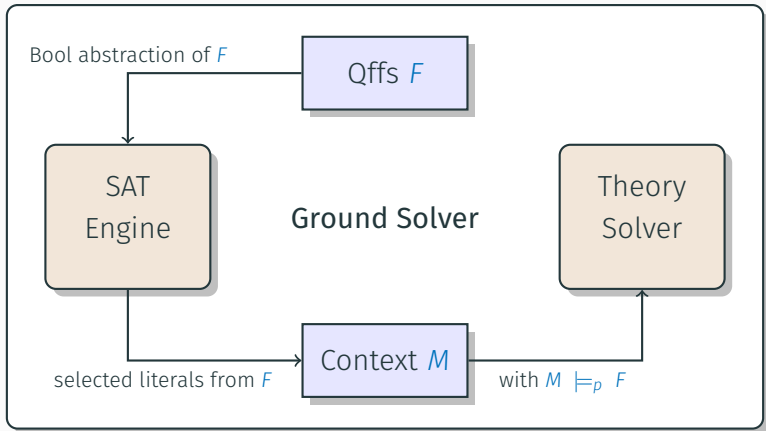 Bool abstraction of F
Qffs F
SAT
Engine
Ground Solver
Theory
Solver
Context M
selected literals from F
with M ⊨ₚ F